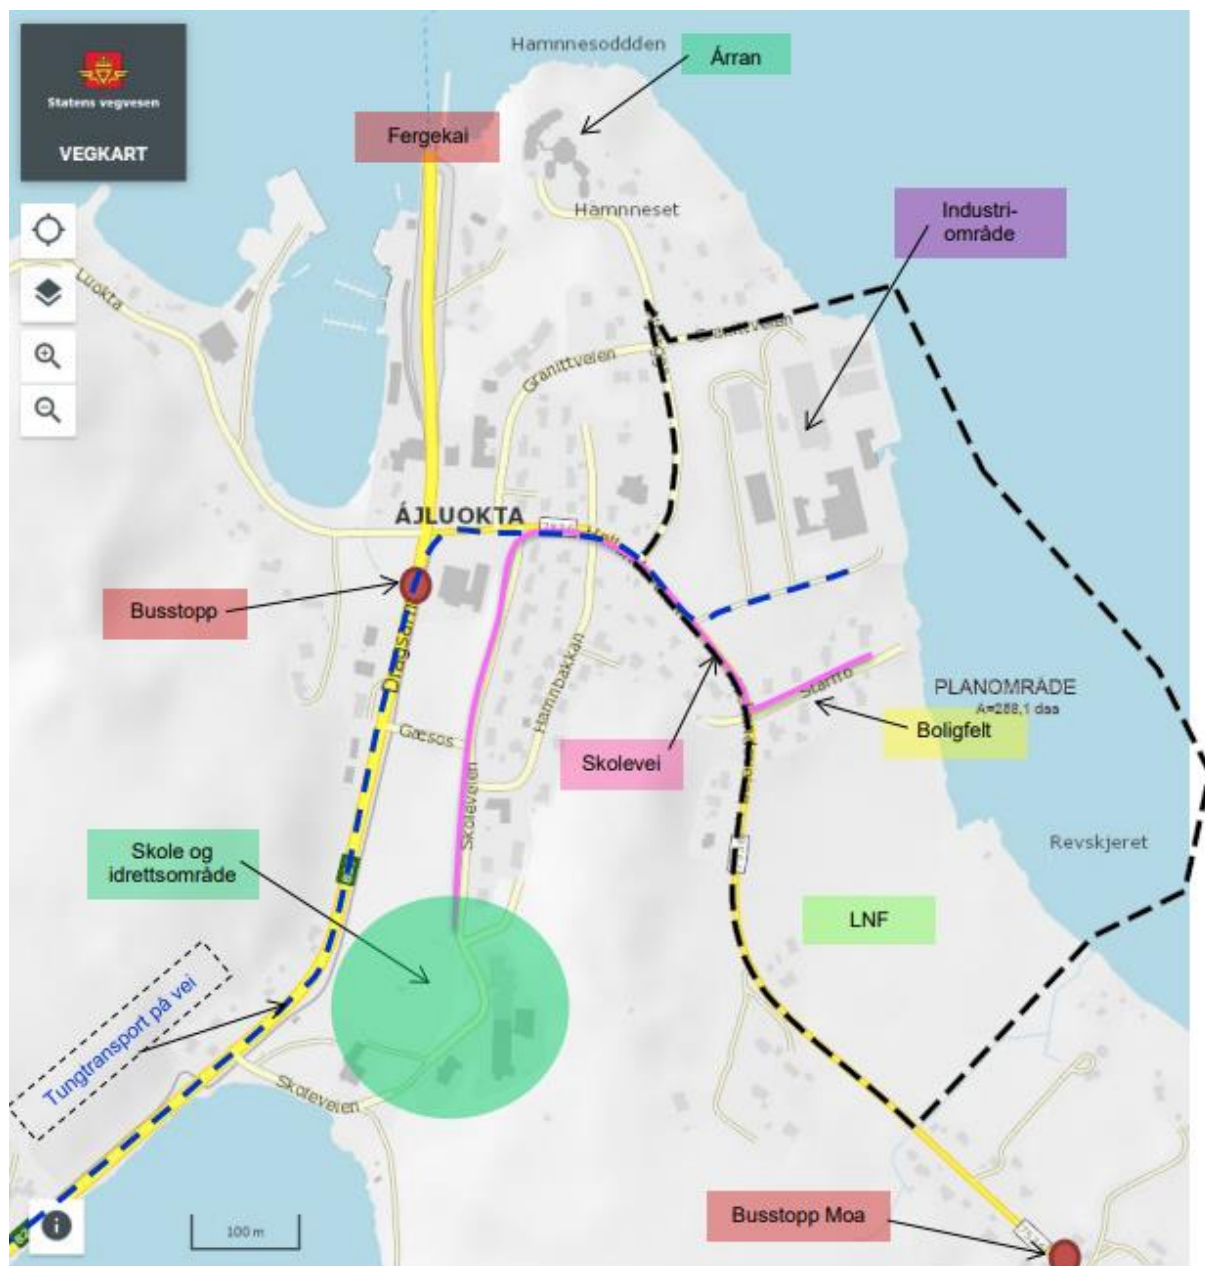 Hamnnesoddden
Árran
Statens vegvesen
VEGKART
Fergekai
Hamnneset
Industri-
område
Luokta
Granittveien
ÁJLUOKTA
Busstopp
Hamnbakkan
Gæsos
Skoleveien
Skolevei
PLANOMRÅDE
A=288,1 daa
Boligfelt
Revskjeret
Skole og
idrettsområde
LNF
Tungtransport på vei
Skoleveien
100 m
Busstopp Moa